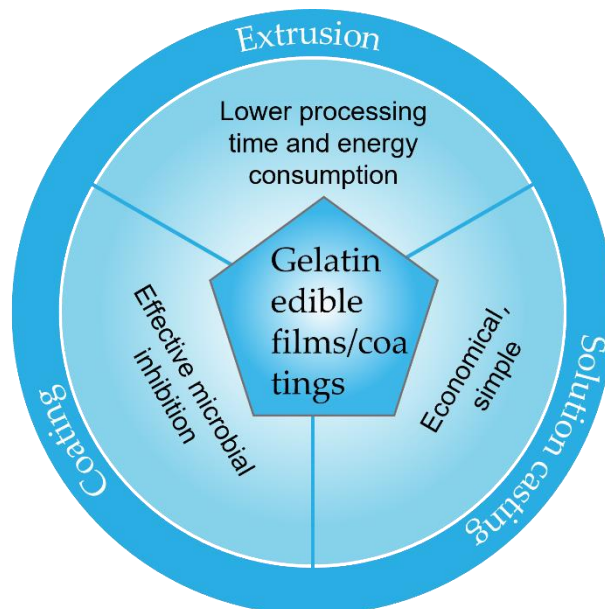 Extrusion
Lower processing
time and energy
consumption
Gelatin
edible
films/coa
tings
Effective microbial
inhibition
Economical,
simple
Coating
Solution casting